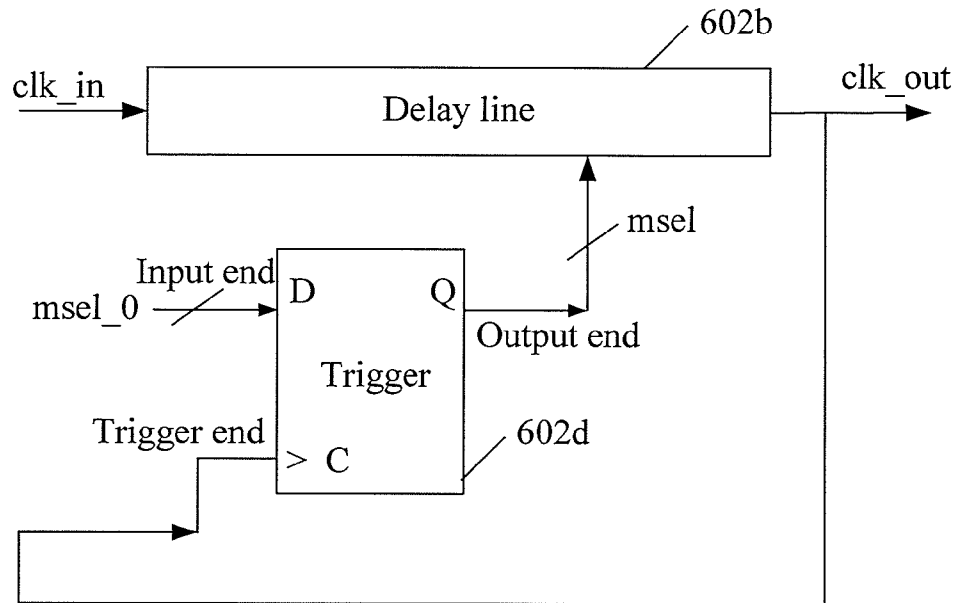 602b
clk_in
clk_out
Delay line
msel
Input end
msel_0
D
Q
Output end
Trigger
Trigger end
602d
> C